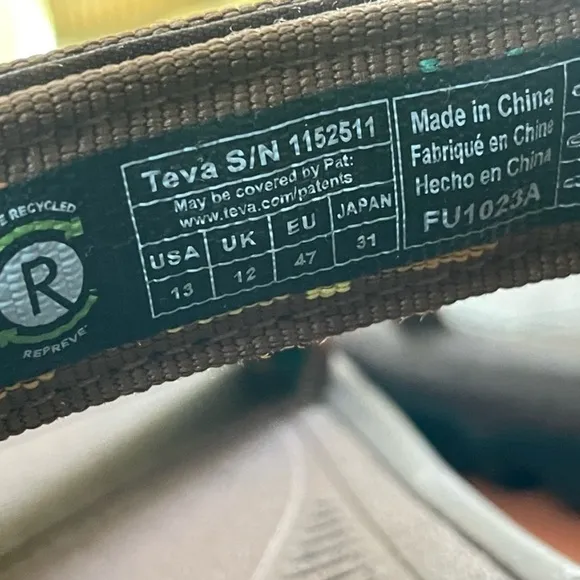 RECYCLED
R
REPREVE
Teva S/N 1152511
May be covered by Pat:
www.teva.com/patents
USA UK EU JAPAN
13 12 47 31
Made in China
Fabriqué en Chine
Hecho en China
FU1023A